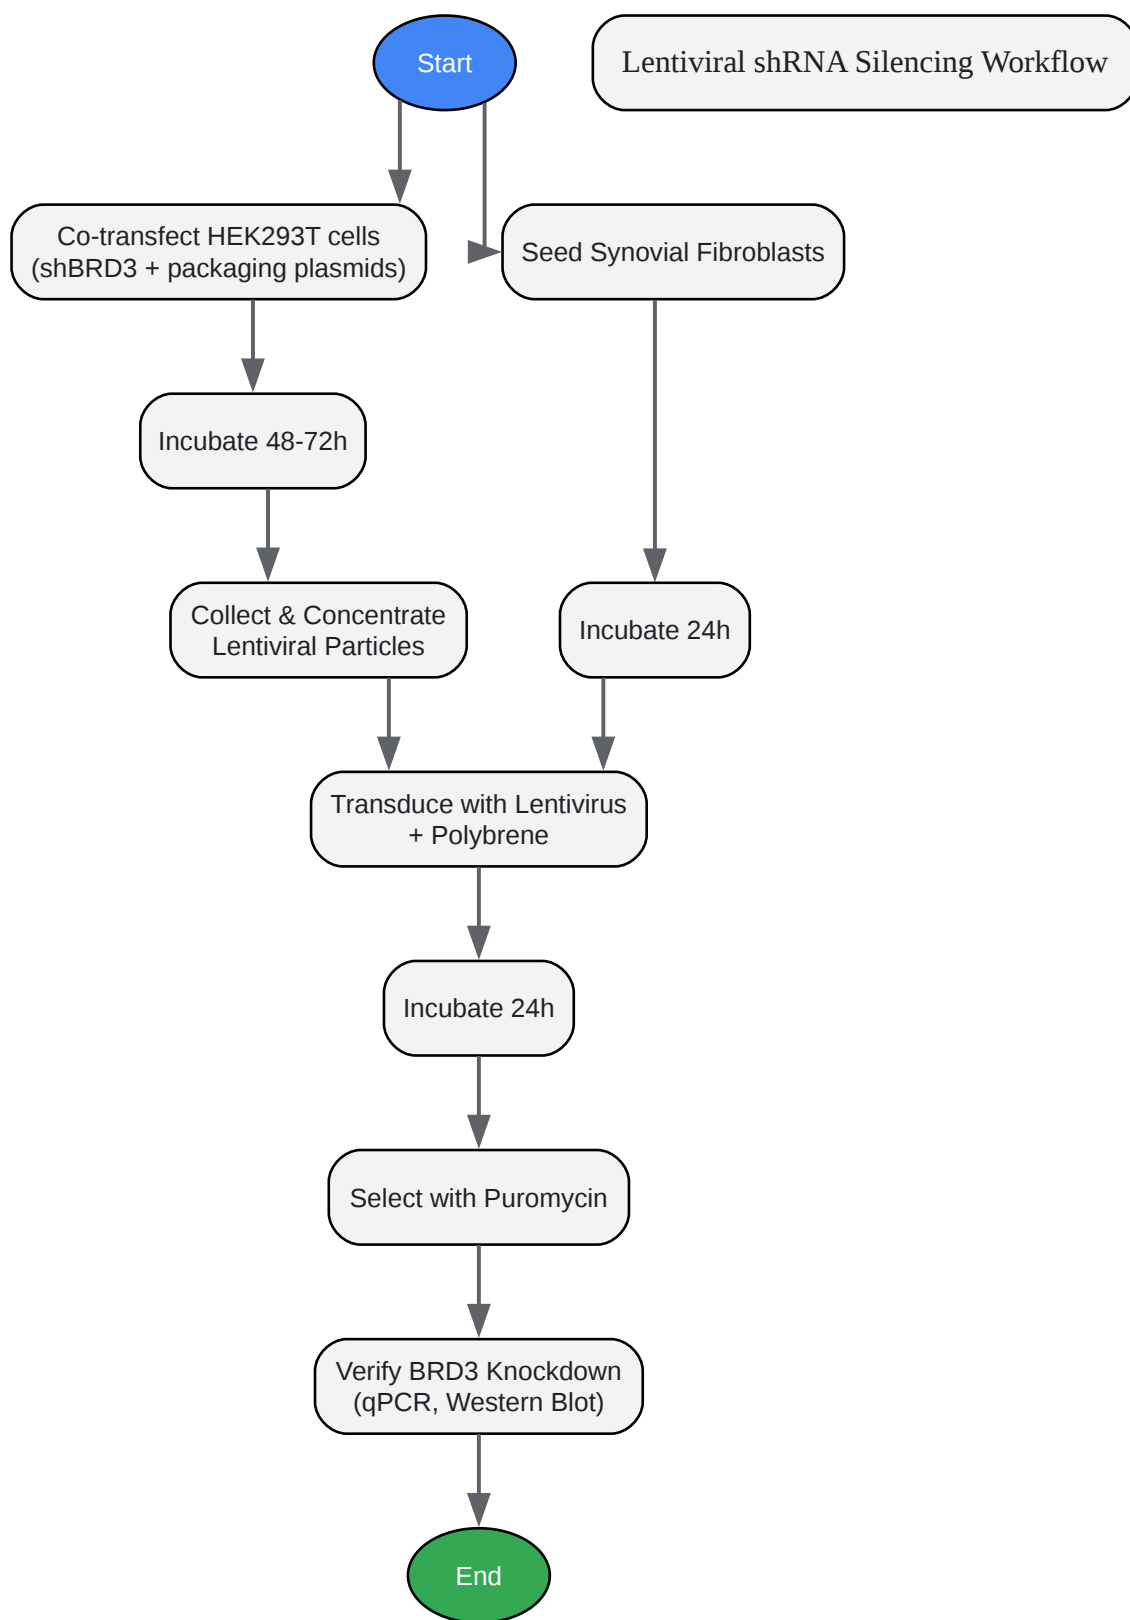 Start
Lentiviral shRNA Silencing Workflow
Co-transfect HEK293T cells
(shBRD3 + packaging plasmids)
Seed Synovial Fibroblasts
Incubate 48-72h
Collect & Concentrate
Lentiviral Particles
Incubate 24h
Transduce with Lentivirus
+ Polybrene
Incubate 24h
Select with Puromycin
Verify BRD3 Knockdown
(qPCR, Western Blot)
End